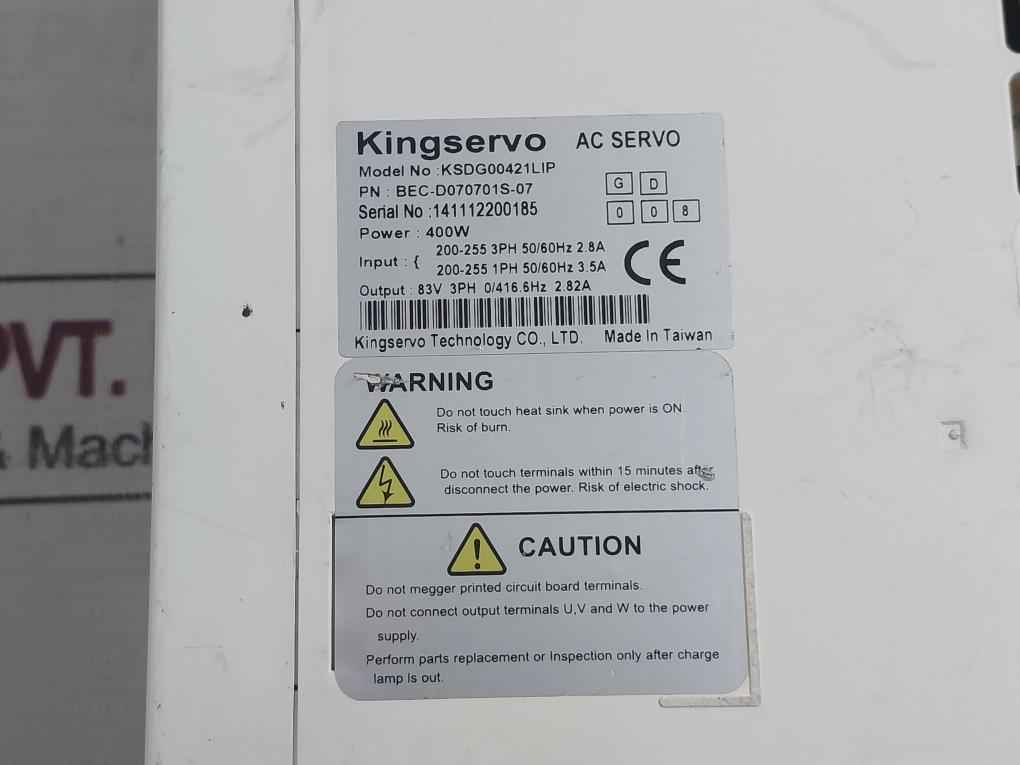 Kingservo AC SERVO
Model No :KSDG00421LIP
PN : BEC-D070701S-07
G D
Serial No :141112200185
0 0 8
Power : 400W
Input : { 200-255 3PH 50/60Hz 2.8A
200-255 1PH 50/60Hz 3.5A
CE
Output : 83V 3PH 0/416.6Hz 2.82A
Kingservo Technology CO., LTD. Made In Taiwan
WARNING
Do not touch heat sink when power is ON.
Risk of burn.
Do not touch terminals within 15 minutes after
disconnect the power. Risk of electric shock.
CAUTION
Do not megger printed circuit board terminals.
Do not connect output terminals U,V and W to the power
supply.
Perform parts replacement or Inspection only after charge
lamp Is out.
PVT.
& Mach